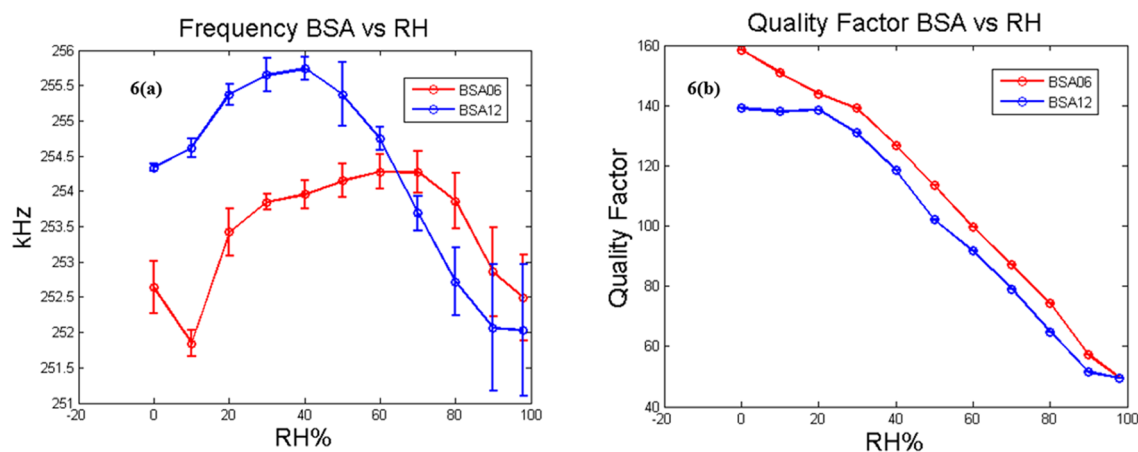 Frequency BSA vs RH
6(a)
BSA06
BSA12
256
255.5
255
254.5
254
253.5
253
252.5
252
251.5
251
kHz
-20
0
20
40
60
80
100
RH%
Quality Factor BSA vs RH
6(b)
BSA06
BSA12
160
140
120
100
80
60
40
Quality Factor
-20
0
20
40
60
80
100
RH%